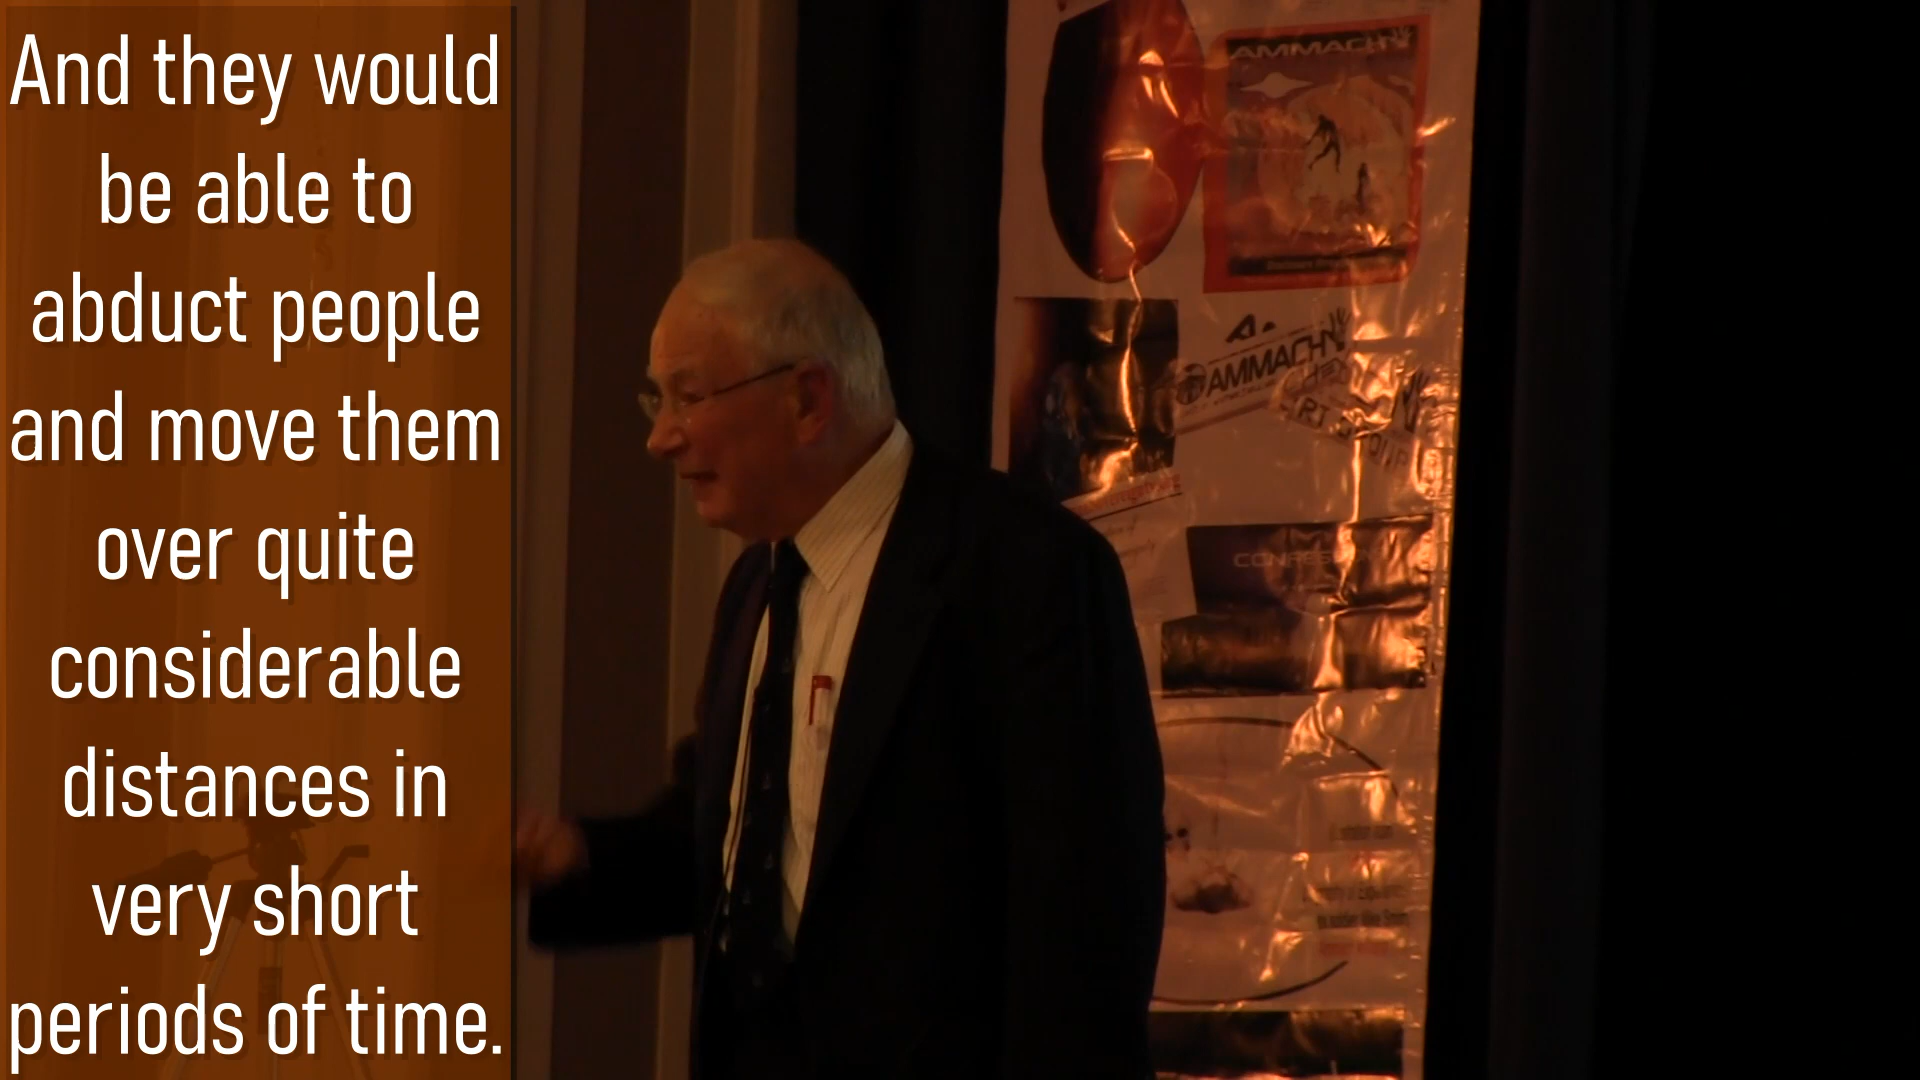 And they would
be able to
abduct people
and move them
over quite
considerable
distances in
very short
periods of time.
AMMACH
AMMACH